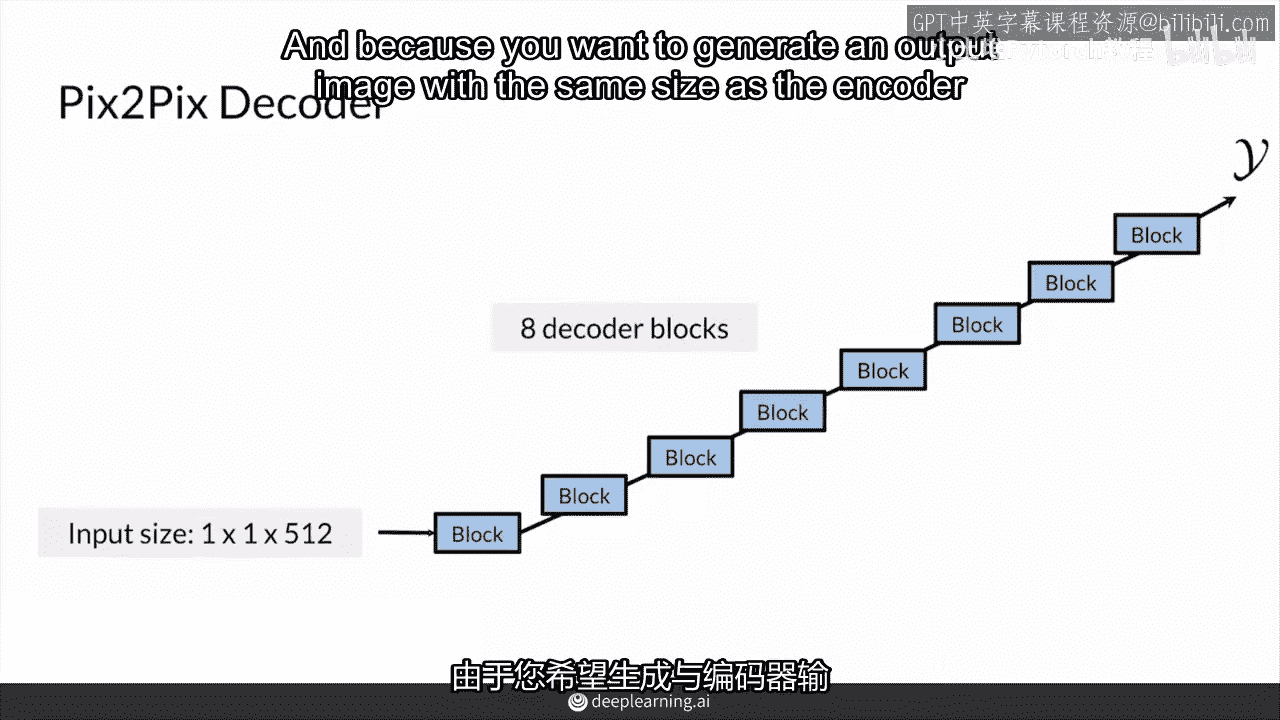 GPT中英字幕课程资源@bilibili.com
And because you want to generate an output
image with the same size as the encoder
Pix2Pix Decoder
y
Block
Block
Block
8 decoder blocks
Block
Block
Block
Block
Input size: 1 x 1 x 512
Block
由于您希望生成与编码器输
deeplearning.ai